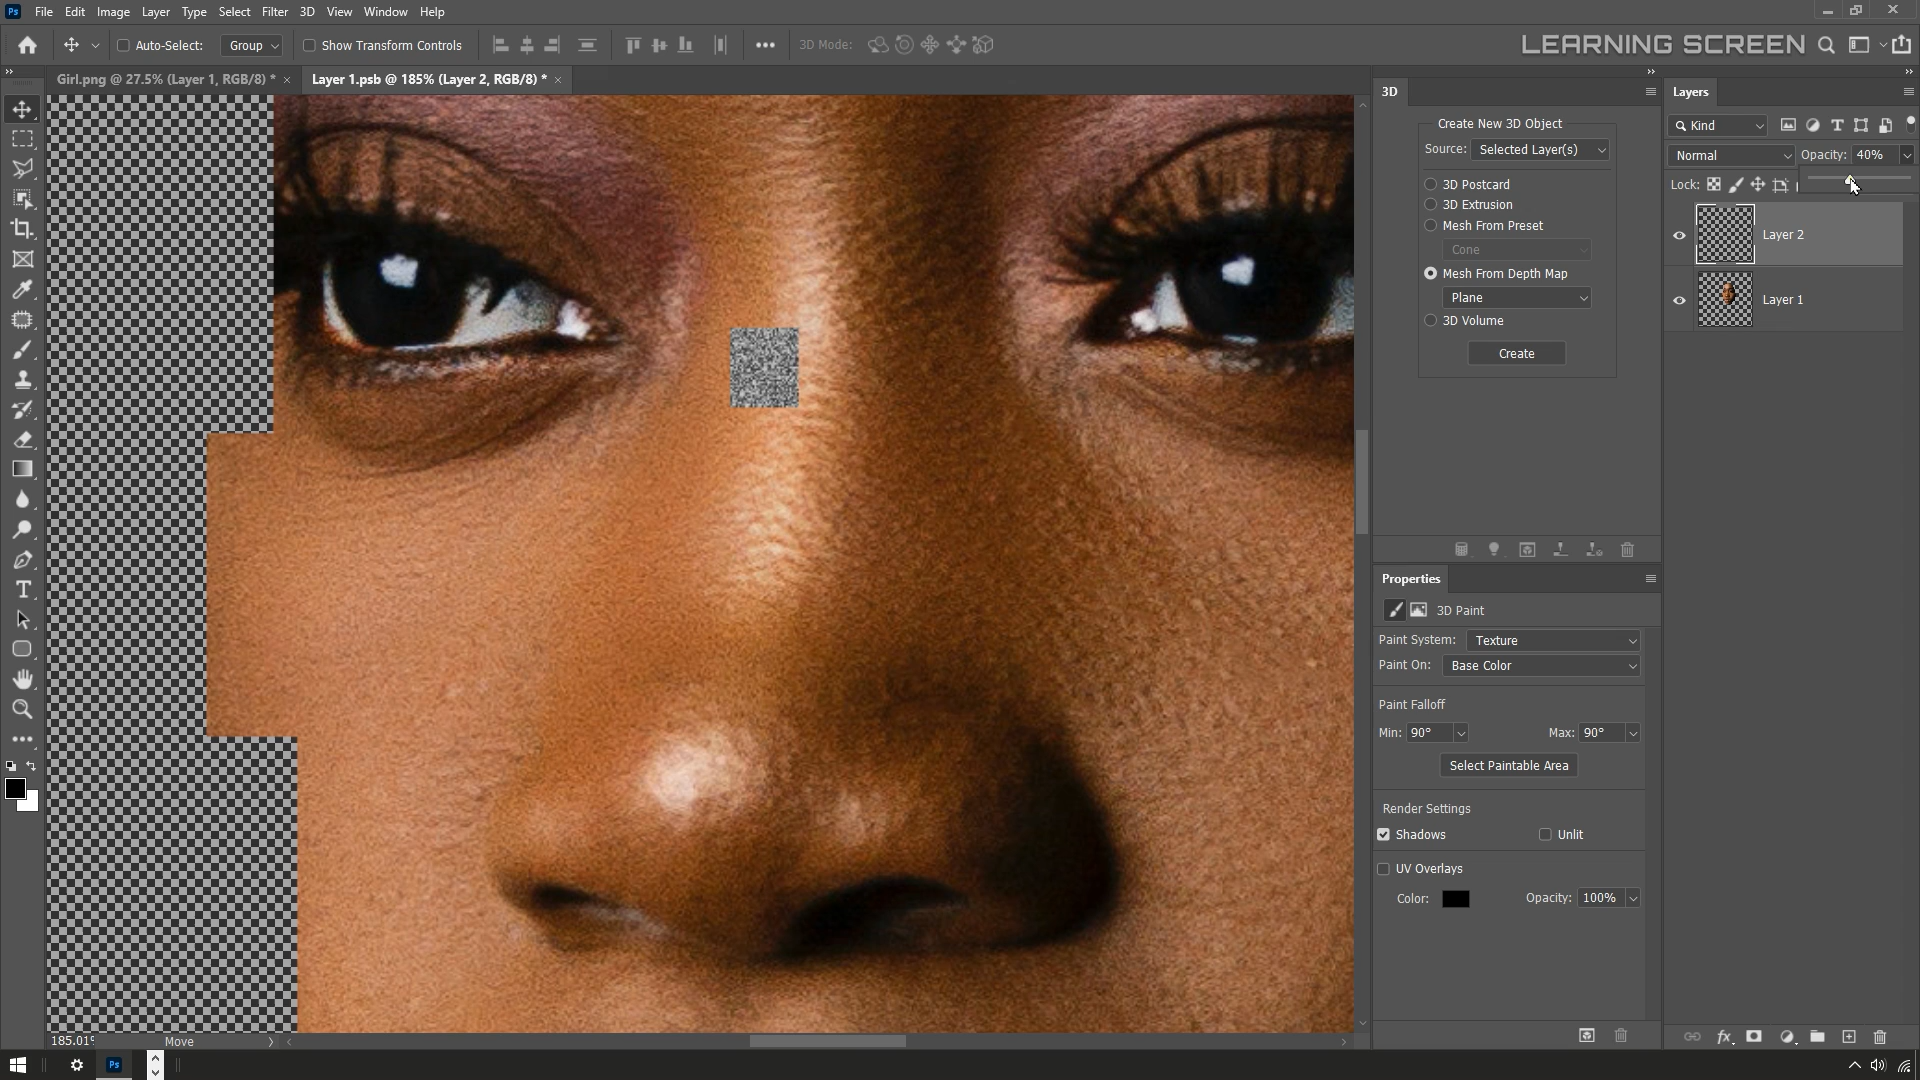 Ps File Edit Image Layer Type Select Filter 3D View Window Help
Auto-Select: Group Show Transform Controls 3D Mode: LEARNING SCREEN
Girl.png @ 27.5% (Layer 1, RGB/8) * × Layer 1.psb @ 185% (Layer 2, RGB/8) * ×
3D
Create New 3D Object
Source: Selected Layer(s)
3D Postcard
3D Extrusion
Mesh From Preset
Cone
Mesh From Depth Map
Plane
3D Volume
Create
Properties
3D Paint
Paint System: Texture
Paint On: Base Color
Paint Falloff
Min: 90° Max: 90°
Select Paintable Area
Render Settings
Shadows Unlit
UV Overlays
Color: Opacity: 100%
Layers
Kind
Normal Opacity: 40%
Lock:
Layer 2
Layer 1
fx
185.01% Move
Ps